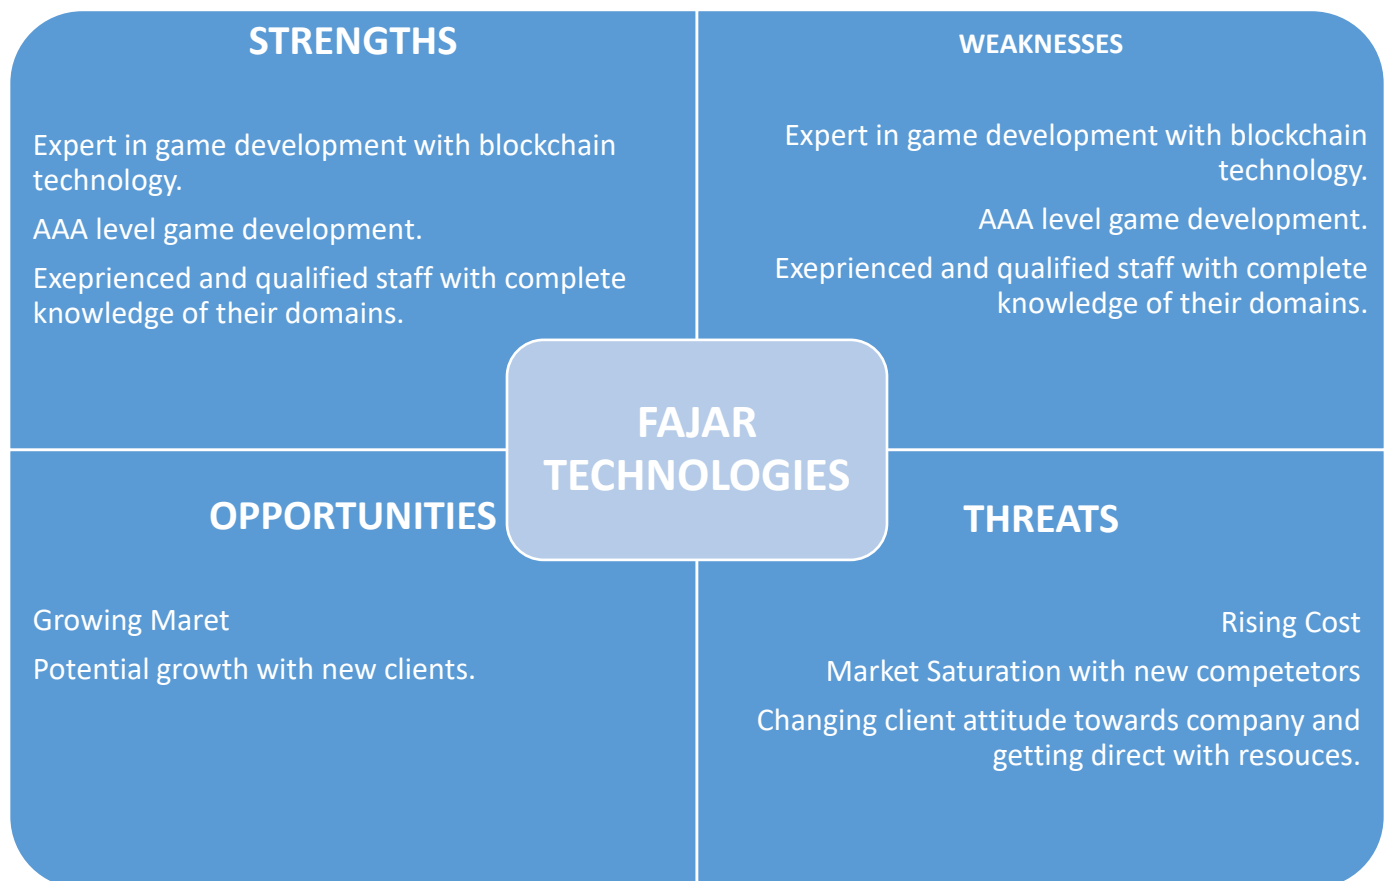 STRENGTHS
Expert in game development with blockchain
technology.
AAA level game development.
Exeprienced and qualified staff with complete
knowledge of their domains.
WEAKNESSES
Expert in game development with blockchain
technology.
AAA level game development.
Exeprienced and qualified staff with complete
knowledge of their domains.
FAJAR
TECHNOLOGIES
OPPORTUNITIES
Growing Maret
Potential growth with new clients.
THREATS
Rising Cost
Market Saturation with new competetors
Changing client attitude towards company and
getting direct with resouces.